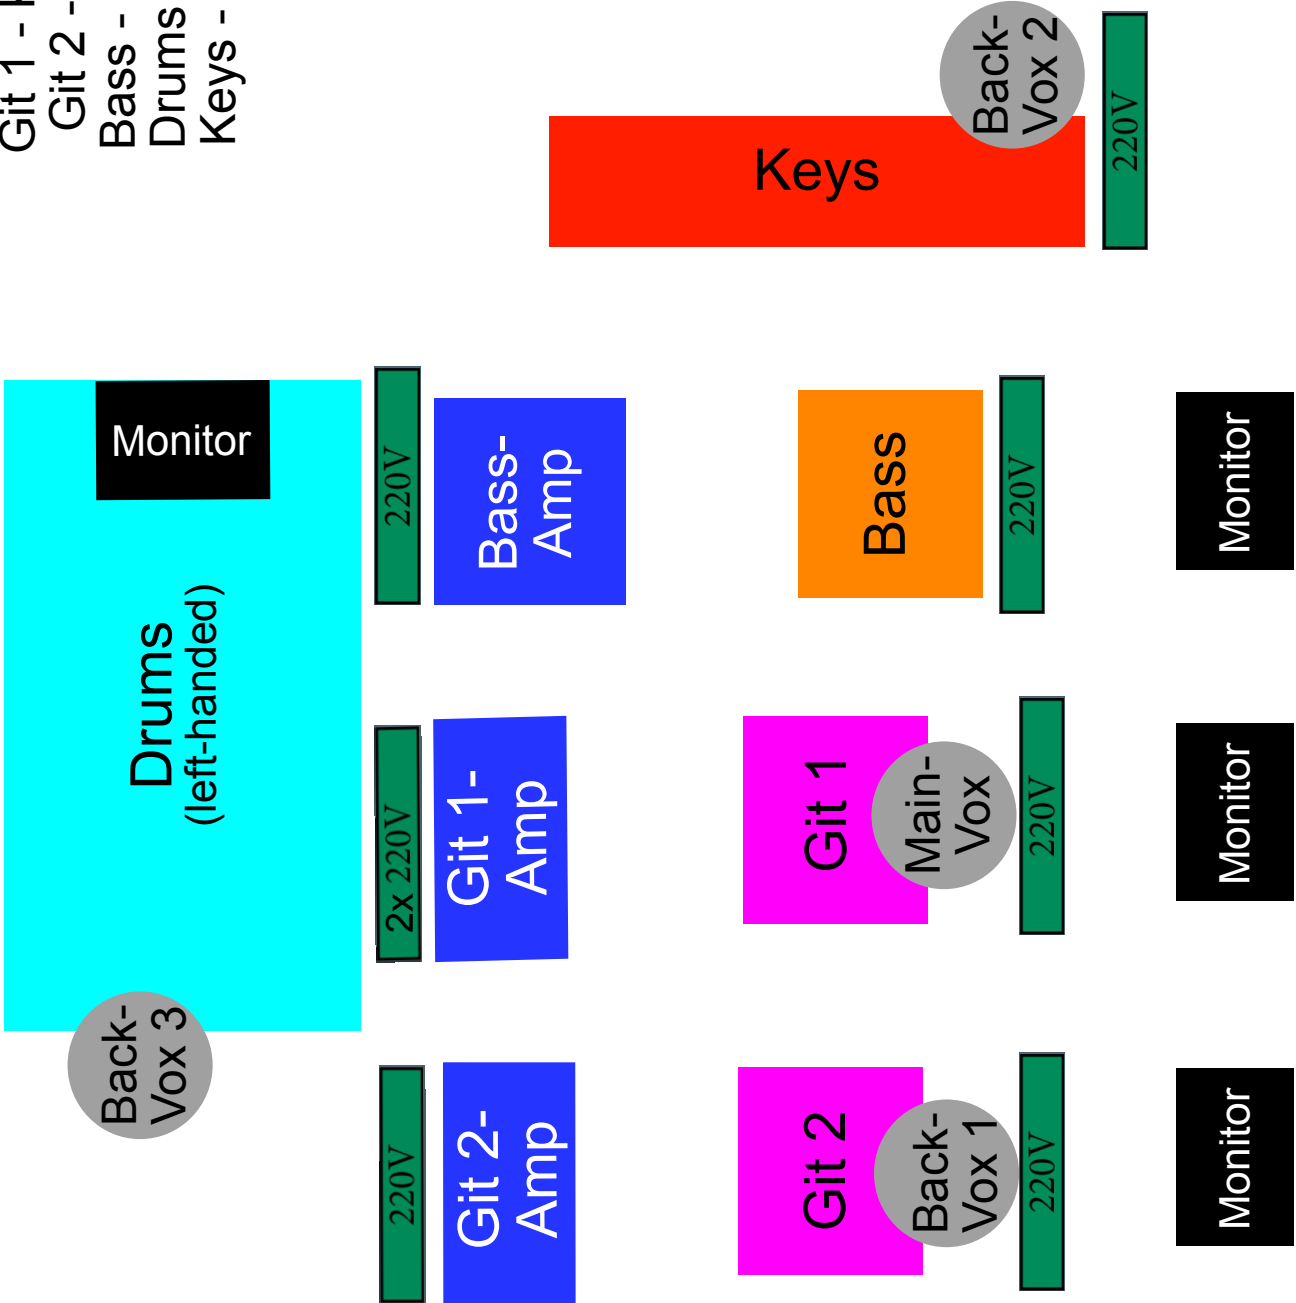 Git 1 -
Git 2 -
Bass -
Drums
Keys -
Back-
Vox 2
220V
Keys
Monitor
Drums
(left-handed)
220V
Bass-
Amp
Bass
220V
Monitor
2x 220V
Git 1-
Amp
Git 1
Main-
Vox
220V
Monitor
Back-
Vox 3
220V
Git 2-
Amp
Git 2
Back-
Vox 1
220V
Monitor